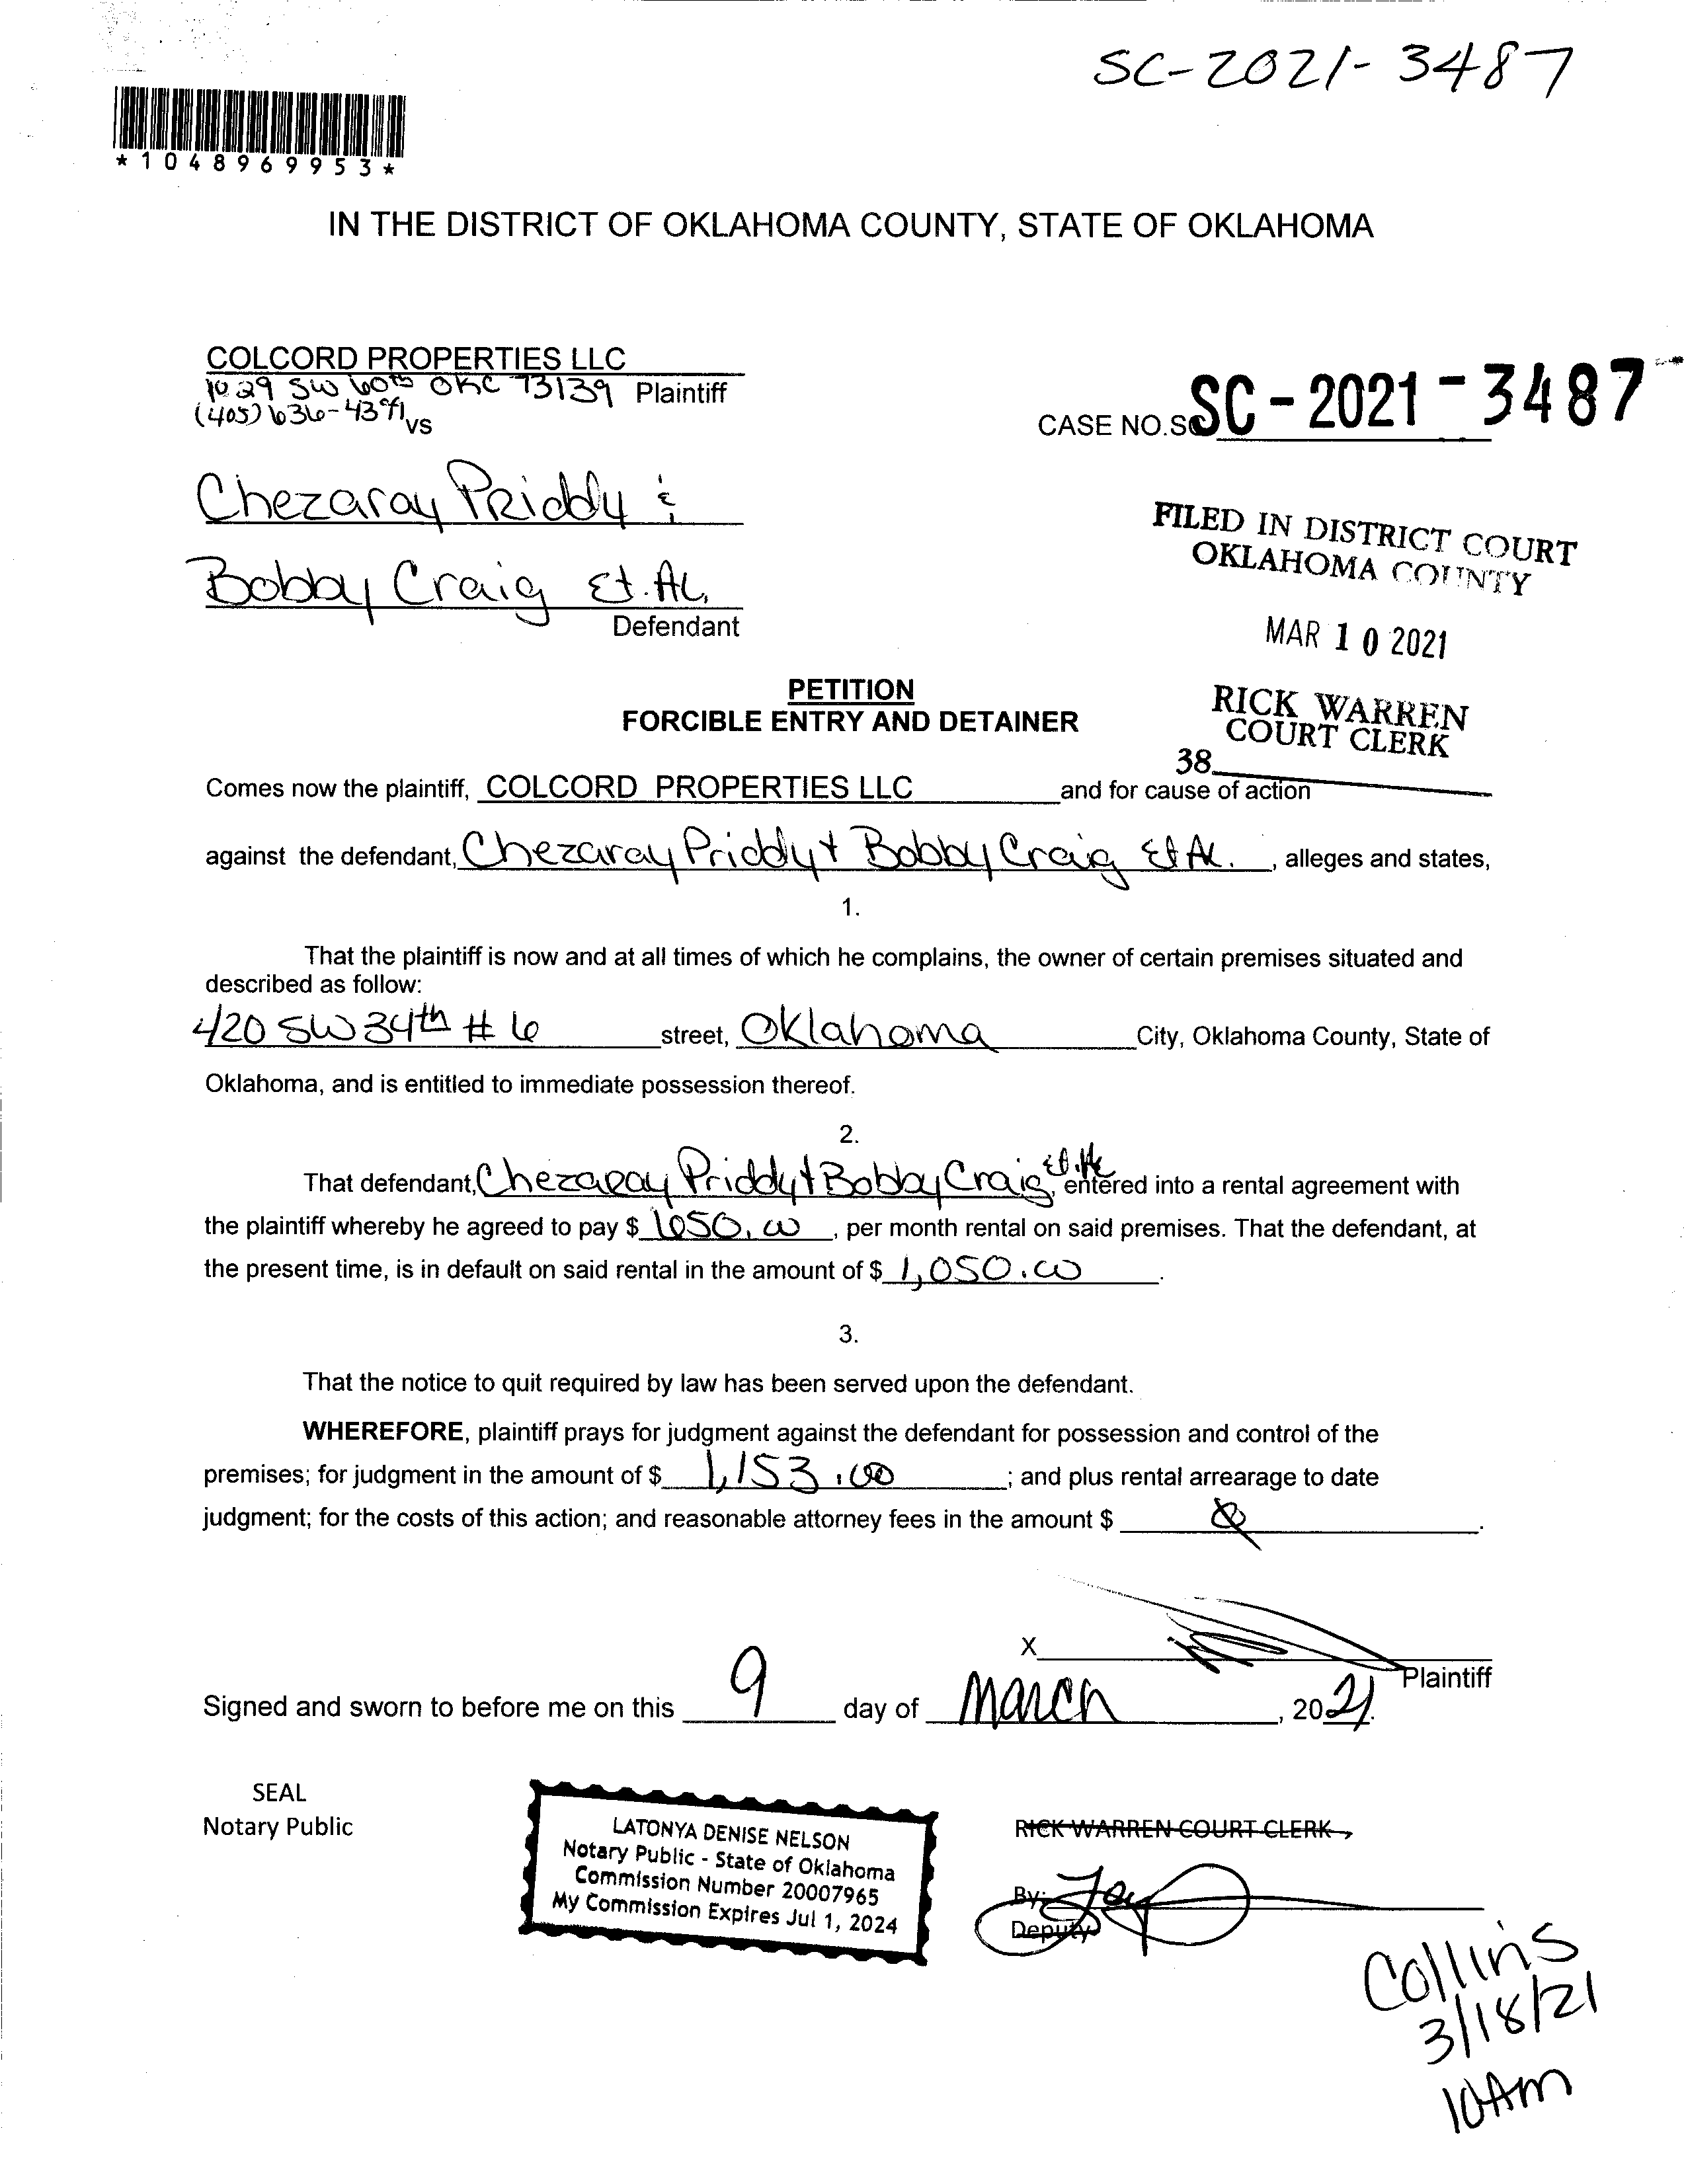 SC-2021-3487
*1048969953*
IN THE DISTRICT OF OKLAHOMA COUNTY, STATE OF OKLAHOMA
COLCORD PROPERTIES LLC
1029 SW 60th OKC 73139 Plaintiff
(405) 636-4391 vs
CASE NO.SC SC-2021-3487
Chezaray Priddy &
Bobby Craig Et. Al.
Defendant
FILED IN DISTRICT COURT
OKLAHOMA COUNTY
MAR 10 2021
RICK WARREN
COURT CLERK
38
PETITION
FORCIBLE ENTRY AND DETAINER
Comes now the plaintiff, COLCORD PROPERTIES LLC and for cause of action
against the defendant, Chezaray Priddy + Bobby Craig Et Al. , alleges and states,
1.
That the plaintiff is now and at all times of which he complains, the owner of certain premises situated and
described as follow:
420 SW 34th # 6 street, Oklahoma City, Oklahoma County, State of
Oklahoma, and is entitled to immediate possession thereof.
2.
That defendant, Chezaray Priddy + Bobby Craig Et. Al, entered into a rental agreement with
the plaintiff whereby he agreed to pay $ 650.00 , per month rental on said premises. That the defendant, at
the present time, is in default on said rental in the amount of $ 1,050.00 .
3.
That the notice to quit required by law has been served upon the defendant.
WHEREFORE, plaintiff prays for judgment against the defendant for possession and control of the
premises; for judgment in the amount of $ 1,153.00 ; and plus rental arrearage to date
judgment; for the costs of this action; and reasonable attorney fees in the amount $ .
X
Plaintiff
Signed and sworn to before me on this 9 day of March , 2021.
SEAL
Notary Public
LATONYA DENISE NELSON
Notary Public - State of Oklahoma
Commission Number 20007965
My Commission Expires Jul 1, 2024
RICK WARREN COURT CLERK
By:
Deputy
Collins
3/18/21
10Am